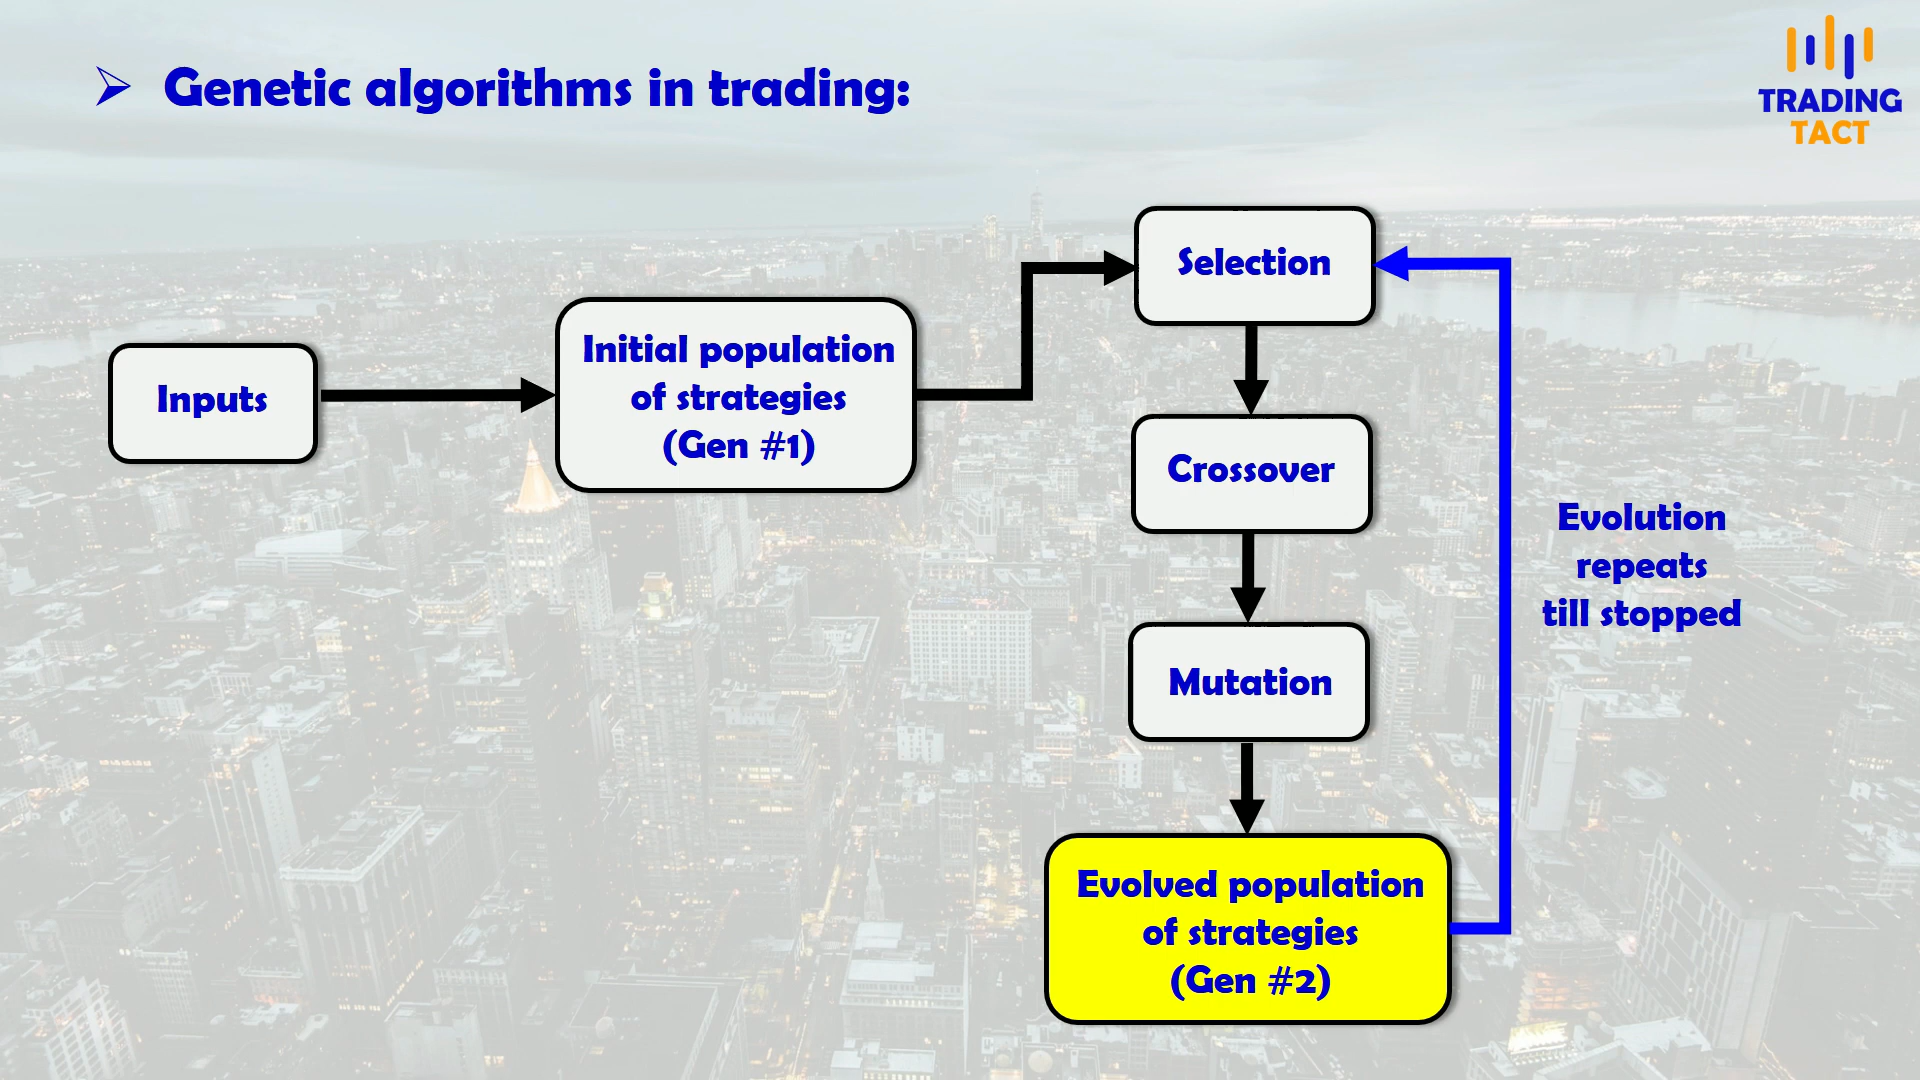 Genetic algorithms in trading:
TRADING
TACT
Inputs
Initial population
of strategies
(Gen #1)
Selection
Crossover
Mutation
Evolved population
of strategies
(Gen #2)
Evolution
repeats
till stopped